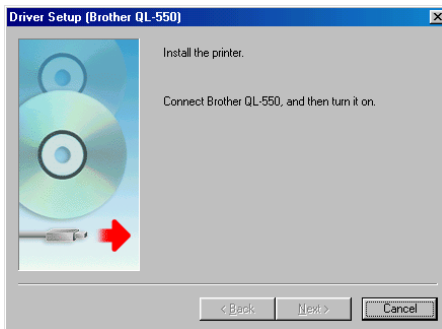 Driver Setup (Brother QL-550)
Install the printer.
Connect Brother QL-550, and then turn it on.
< Back
Next >
Cancel